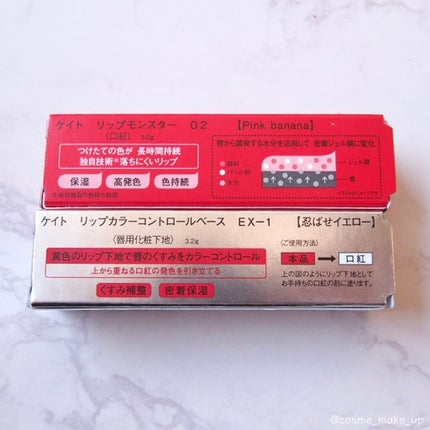 ケイト リップモンスター 02 【Pink banana】
〈口紅〉 3.0g
つけたての色が 長時間持続
独自技術※落ちにくいリップ
保湿 高発色 色持続
唇から蒸発する水分を活用して 密着ジェル膜に変化
顔料
パール剤
水分
ジェル膜
唇
ケイト リップカラーコントロールベース EX-1 【忍ばせイエロー】
〈唇用化粧下地〉 3.2g
黄色のリップ下地で唇のくすみをカラーコントロール
上から重ねる口紅の発色を引き立てる
くすみ補整 密着保湿
〈ご使用方法〉
本品 → 口紅
上の図のようにリップ下地として
お手持ちの口紅の前に塗ります。
@cosme_make_up